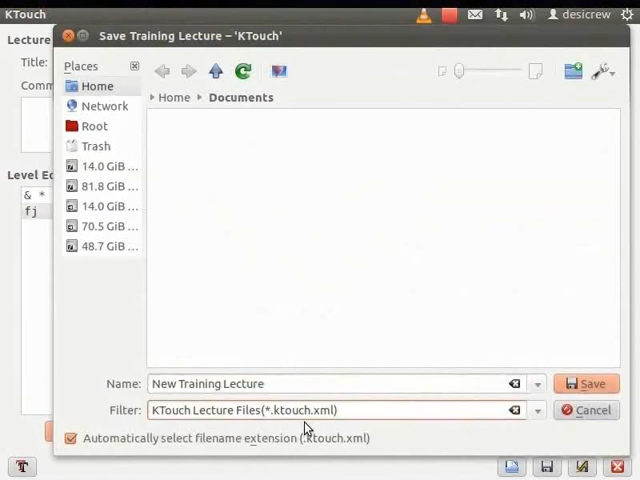 KTouch
desicrew
Lecture
Save Training Lecture – 'KTouch'
Title:
Comm
Places
Home
Network
Root
Trash
14.0 GiB ...
81.8 GiB ...
14.0 GiB ...
70.5 GiB ...
48.7 GiB ...
Home
Documents
Level Ed
& *
fj
Name:
New Training Lecture
Save
Filter:
KTouch Lecture Files(*.ktouch.xml)
Cancel
Automatically select filename extension (.ktouch.xml)